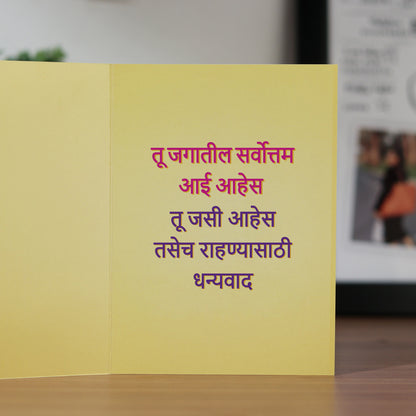 तू जगातील सर्वोत्तम
आई आहेस
तू जसी आहेस
तसेच राहण्यासाठी
धन्यवाद